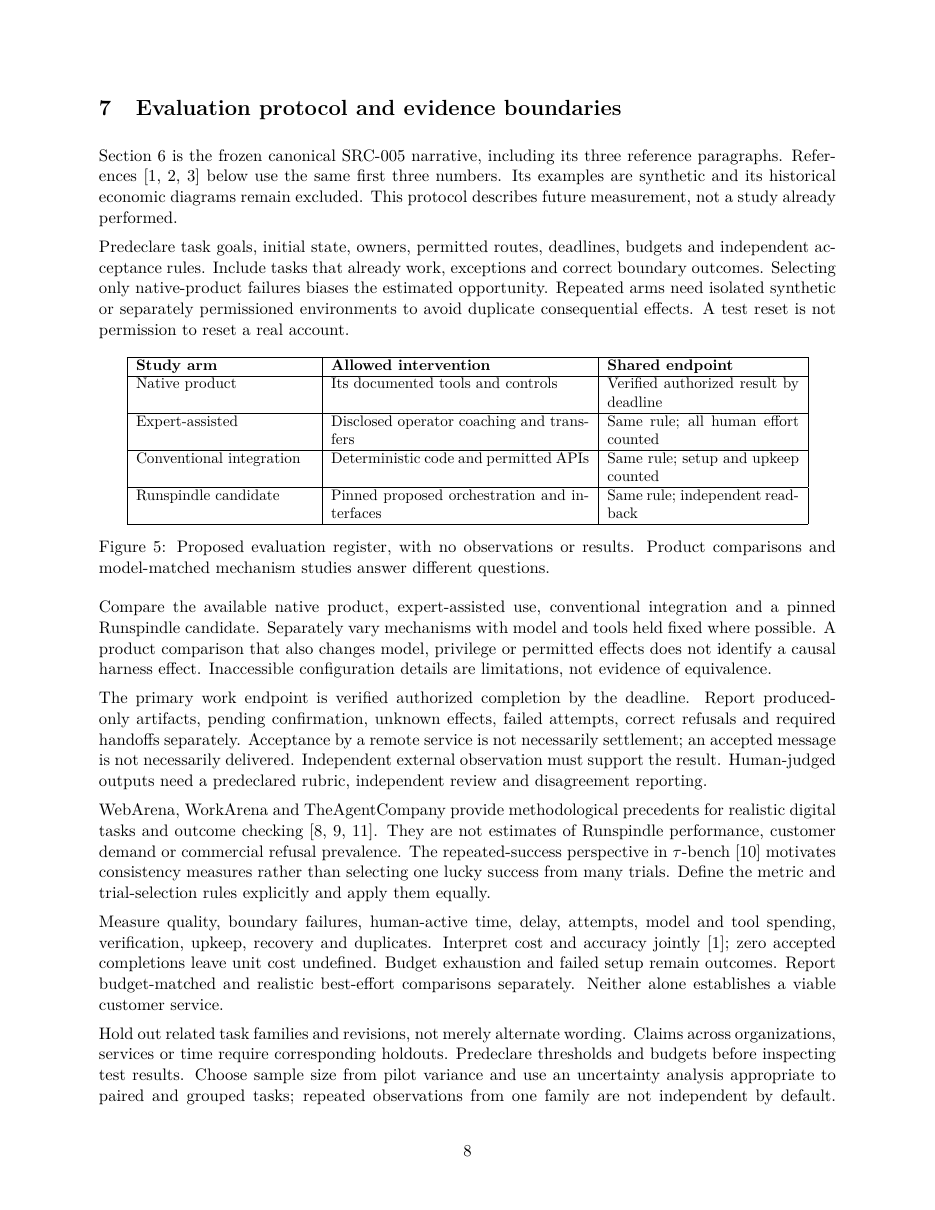 7 Evaluation protocol and evidence boundaries
Section 6 is the frozen canonical SRC-005 narrative, including its three reference paragraphs. Refer-
ences [1, 2, 3] below use the same first three numbers. Its examples are synthetic and its historical
economic diagrams remain excluded. This protocol describes future measurement, not a study already
performed.
Predeclare task goals, initial state, owners, permitted routes, deadlines, budgets and independent ac-
ceptance rules. Include tasks that already work, exceptions and correct boundary outcomes. Selecting
only native-product failures biases the estimated opportunity. Repeated arms need isolated synthetic
or separately permissioned environments to avoid duplicate consequential effects. A test reset is not
permission to reset a real account.
Study arm Allowed intervention Shared endpoint
Native product Its documented tools and controls Verified authorized result by
deadline
Expert-assisted Disclosed operator coaching and trans- Same rule; all human effort
fers counted
Conventional integration Deterministic code and permitted APIs Same rule; setup and upkeep
counted
Runspindle candidate Pinned proposed orchestration and in- Same rule; independent read-
terfaces back
Figure 5: Proposed evaluation register, with no observations or results. Product comparisons and
model-matched mechanism studies answer different questions.
Compare the available native product, expert-assisted use, conventional integration and a pinned
Runspindle candidate. Separately vary mechanisms with model and tools held fixed where possible. A
product comparison that also changes model, privilege or permitted effects does not identify a causal
harness effect. Inaccessible configuration details are limitations, not evidence of equivalence.
The primary work endpoint is verified authorized completion by the deadline. Report produced-
only artifacts, pending confirmation, unknown effects, failed attempts, correct refusals and required
handoffs separately. Acceptance by a remote service is not necessarily settlement; an accepted message
is not necessarily delivered. Independent external observation must support the result. Human-judged
outputs need a predeclared rubric, independent review and disagreement reporting.
WebArena, WorkArena and TheAgentCompany provide methodological precedents for realistic digital
tasks and outcome checking [8, 9, 11]. They are not estimates of Runspindle performance, customer
demand or commercial refusal prevalence. The repeated-success perspective in τ-bench [10] motivates
consistency measures rather than selecting one lucky success from many trials. Define the metric and
trial-selection rules explicitly and apply them equally.
Measure quality, boundary failures, human-active time, delay, attempts, model and tool spending,
verification, upkeep, recovery and duplicates. Interpret cost and accuracy jointly [1]; zero accepted
completions leave unit cost undefined. Budget exhaustion and failed setup remain outcomes. Report
budget-matched and realistic best-effort comparisons separately. Neither alone establishes a viable
customer service.
Hold out related task families and revisions, not merely alternate wording. Claims across organizations,
services or time require corresponding holdouts. Predeclare thresholds and budgets before inspecting
test results. Choose sample size from pilot variance and use an uncertainty analysis appropriate to
paired and grouped tasks; repeated observations from one family are not independent by default.
8